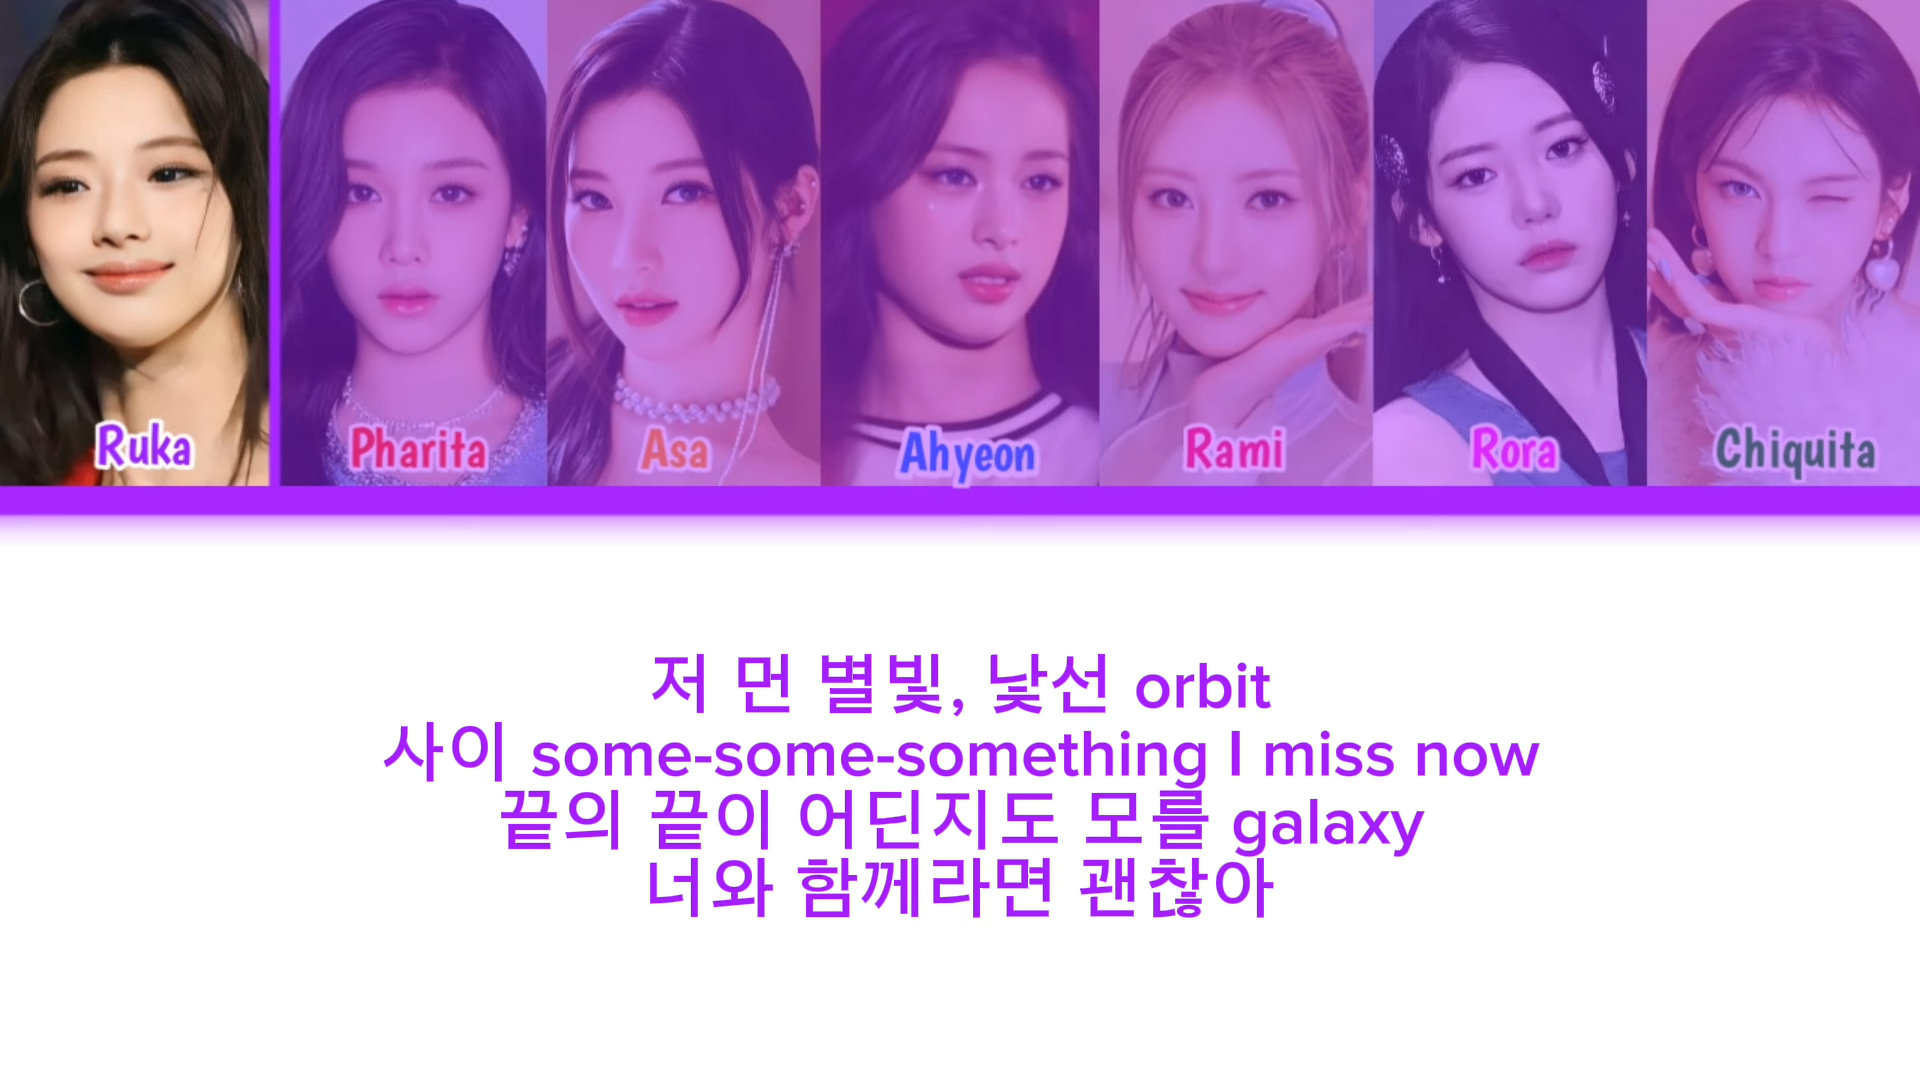 Ruka Pharita Asa Ahyeon Rami Rora Chiquita
저 먼 별빛, 낯선 orbit
사이 some-some-something I miss now
끝의 끝이 어딘지도 모를 galaxy
너와 함께라면 괜찮아